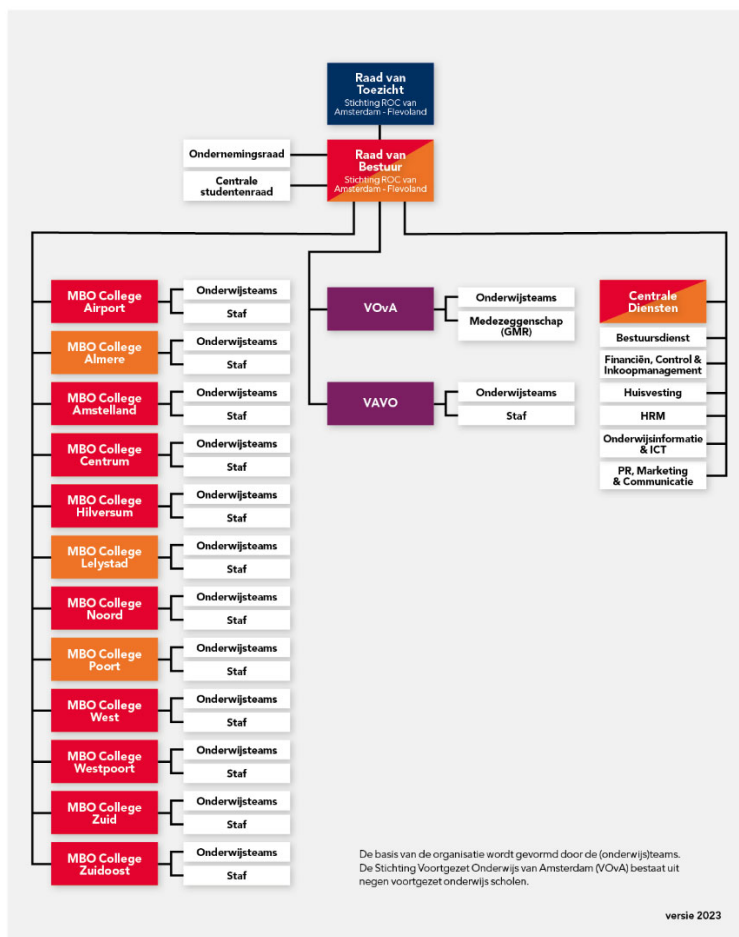 Raad van
Toezicht
Stichting ROC van
Amsterdam - Flevoland
Ondernemingsraad
Centrale
studentenraad
Raad van
Bestuur
Stichting ROC van
Amsterdam - Flevoland
MBO College
Airport
Onderwijsteams
Staf
MBO College
Almere
Onderwijsteams
Staf
MBO College
Amstelland
Onderwijsteams
Staf
MBO College
Centrum
Onderwijsteams
Staf
MBO College
Hilversum
Onderwijsteams
Staf
MBO College
Lelystad
Onderwijsteams
Staf
MBO College
Noord
Onderwijsteams
Staf
MBO College
Poort
Onderwijsteams
Staf
MBO College
West
Onderwijsteams
Staf
MBO College
Westpoort
Onderwijsteams
Staf
MBO College
Zuid
Onderwijsteams
Staf
MBO College
Zuidoost
Onderwijsteams
Staf
VOvA
Onderwijsteams
Medezeggenschap
(GMR)
VAVO
Onderwijsteams
Staf
Centrale
Diensten
Bestuursdienst
Financiën, Control &
Inkoopmanagement
Huisvesting
HRM
Onderwijsinformatie
& ICT
PR, Marketing
& Communicatie
De basis van de organisatie wordt gevormd door de (onderwijs)teams.
De Stichting Voortgezet Onderwijs van Amsterdam (VOvA) bestaat uit
negen voortgezet onderwijs scholen.
versie 2023